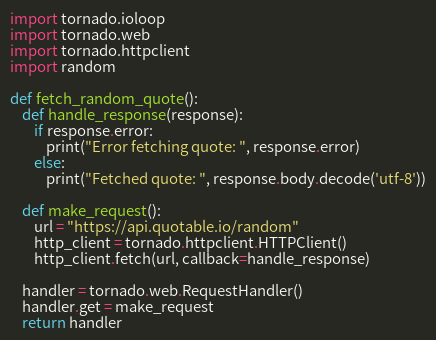 import tornado.ioloop
import tornado.web
import tornado.httpclient
import random

def fetch_random_quote():
    def handle_response(response):
        if response.error:
            print("Error fetching quote: ", response.error)
        else:
            print("Fetched quote: ", response.body.decode('utf-8'))

    def make_request():
        url = "https://api.quotable.io/random"
        http_client = tornado.httpclient.HTTPClient()
        http_client.fetch(url, callback=handle_response)

    handler = tornado.web.RequestHandler()
    handler.get = make_request
    return handler